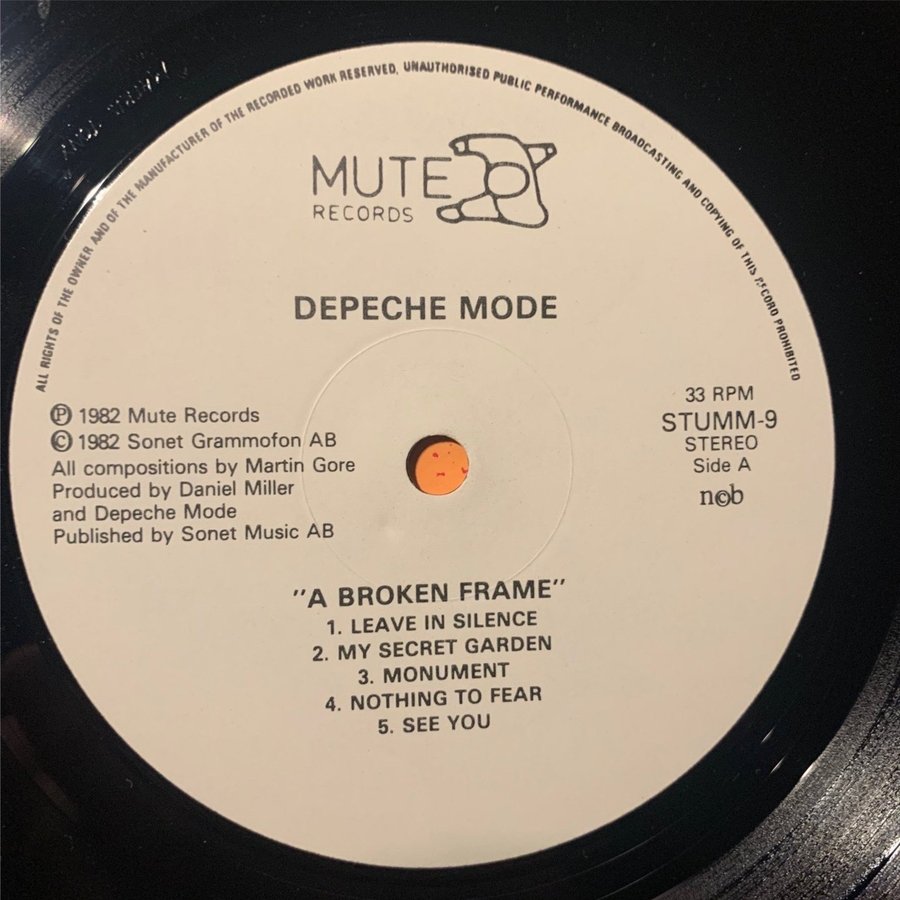 ALL RIGHTS OF THE OWNER AND OF THE MANUFACTURER OF THE RECORDED WORK RESERVED, UNAUTHORISED PUBLIC PERFORMANCE BROADCASTING AND COPYING OF THIS RECORD PROHIBITED
MUTE
RECORDS
DEPECHE MODE
℗ 1982 Mute Records
© 1982 Sonet Grammofon AB
All compositions by Martin Gore
Produced by Daniel Miller
and Depeche Mode
Published by Sonet Music AB
33 RPM
STUMM-9
STEREO
Side A
n©b
"A BROKEN FRAME"
1. LEAVE IN SILENCE
2. MY SECRET GARDEN
3. MONUMENT
4. NOTHING TO FEAR
5. SEE YOU